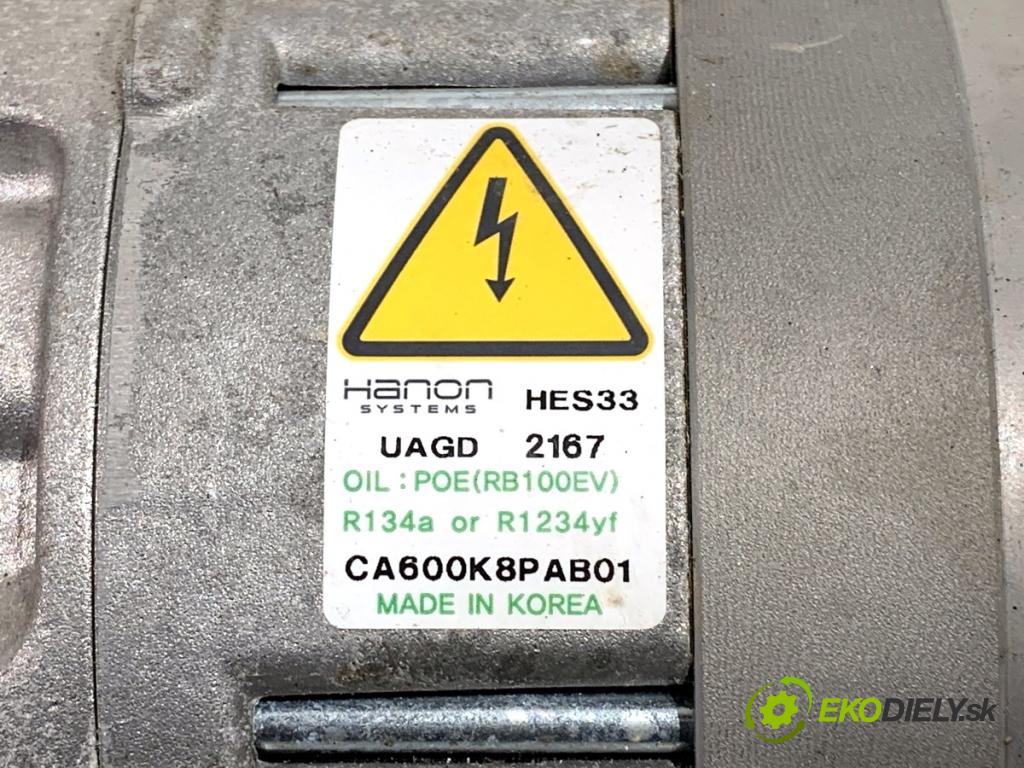 Hanon
SYSTEMS
HES33
UAGD 2167
OIL : POE(RB100EV)
R134a or R1234yf
CA600K8PAB01
MADE IN KOREA
EKODIELY.sk